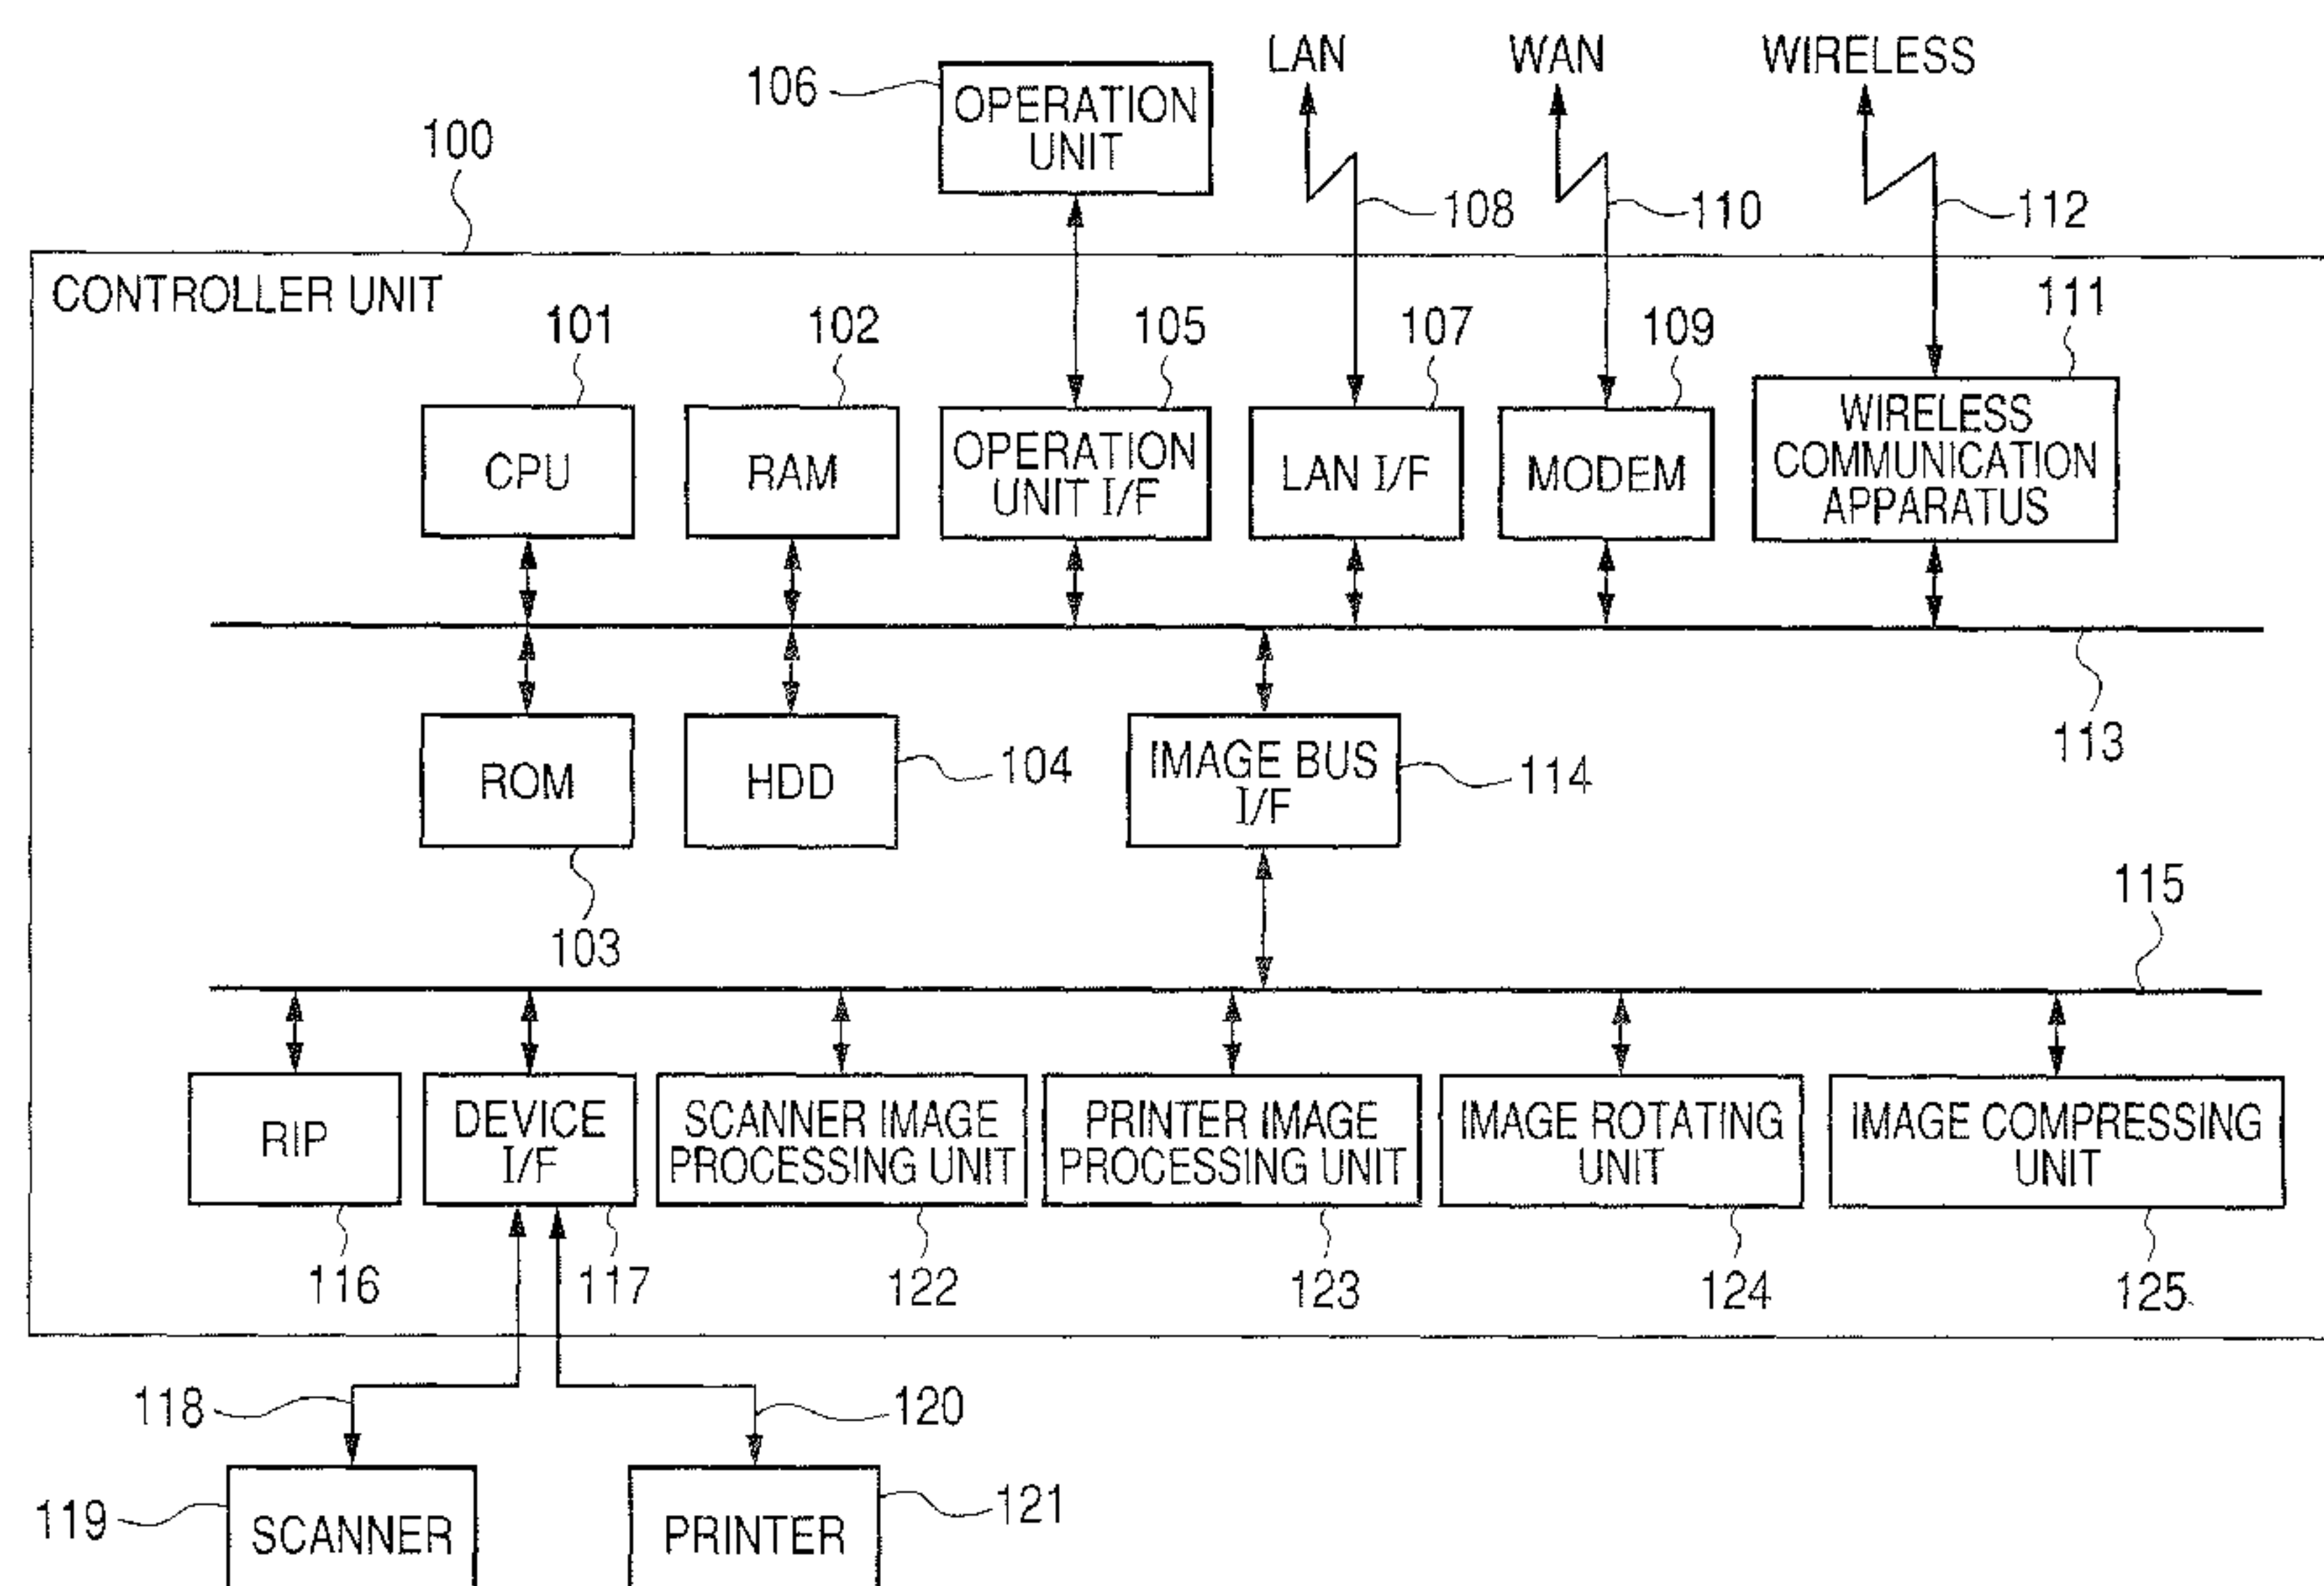 LAN
WAN
WIRELESS
106
OPERATION
UNIT
100
108
110
112
CONTROLLER UNIT
101
102
105
107
109
111
CPU
RAM
OPERATION
UNIT I/F
LAN I/F
MODEM
WIRELESS
COMMUNICATION
APPARATUS
113
ROM
HDD
104
IMAGE BUS
I/F
114
103
115
RIP
DEVICE
I/F
SCANNER IMAGE
PROCESSING UNIT
PRINTER IMAGE
PROCESSING UNIT
IMAGE ROTATING
UNIT
IMAGE COMPRESSING
UNIT
116
117
122
123
124
125
118
120
119
SCANNER
PRINTER
121